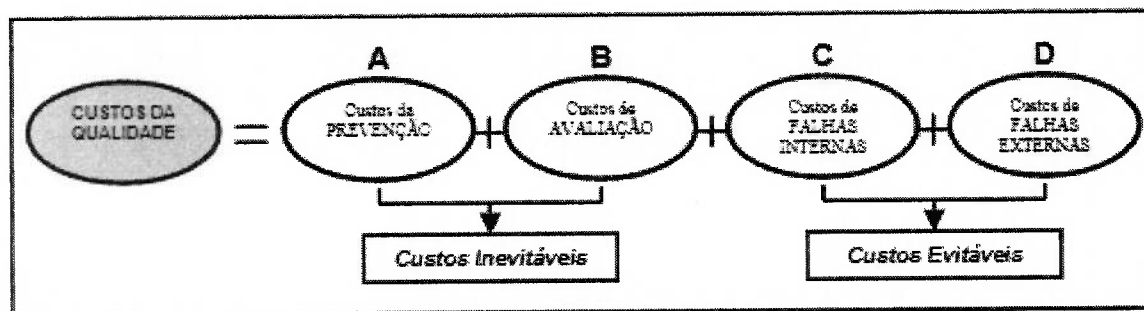 A
B
C
D
CUSTOS DA
QUALIDADE
=
Custos da
PREVENÇÃO
+
Custos de
AVALIAÇÃO
+
Custos de
FALHAS
INTERNAS
+
Custos de
FALHAS
EXTERNAS
Custos Inevitáveis
Custos Evitáveis